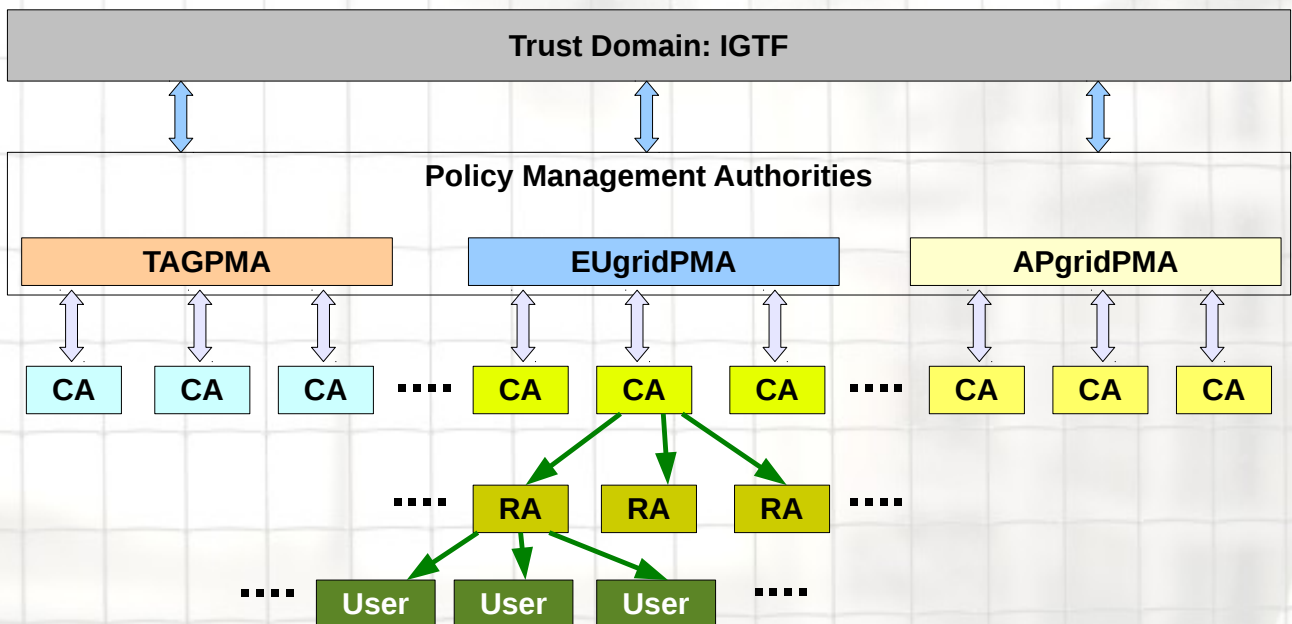 Trust Domain: IGTF
Policy Management Authorities
TAGPMA EUgridPMA APgridPMA
CA CA CA .... CA CA CA .... CA CA CA
.... RA RA RA ....
.... User User User ....